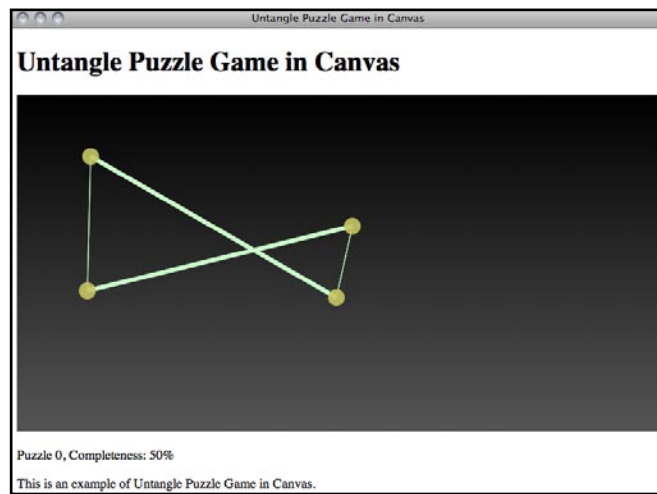 Untangle Puzzle Game in Canvas
Untangle Puzzle Game in Canvas
Puzzle 0, Completeness: 50%
This is an example of Untangle Puzzle Game in Canvas.